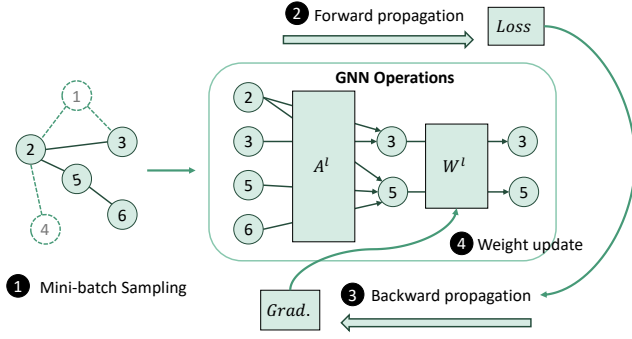 2 Forward propagation
Loss
GNN Operations
1
2
3
5
6
4
2
3
5
6
A^l
3
5
W^l
3
5
4 Weight update
1 Mini-batch Sampling
Grad.
3 Backward propagation